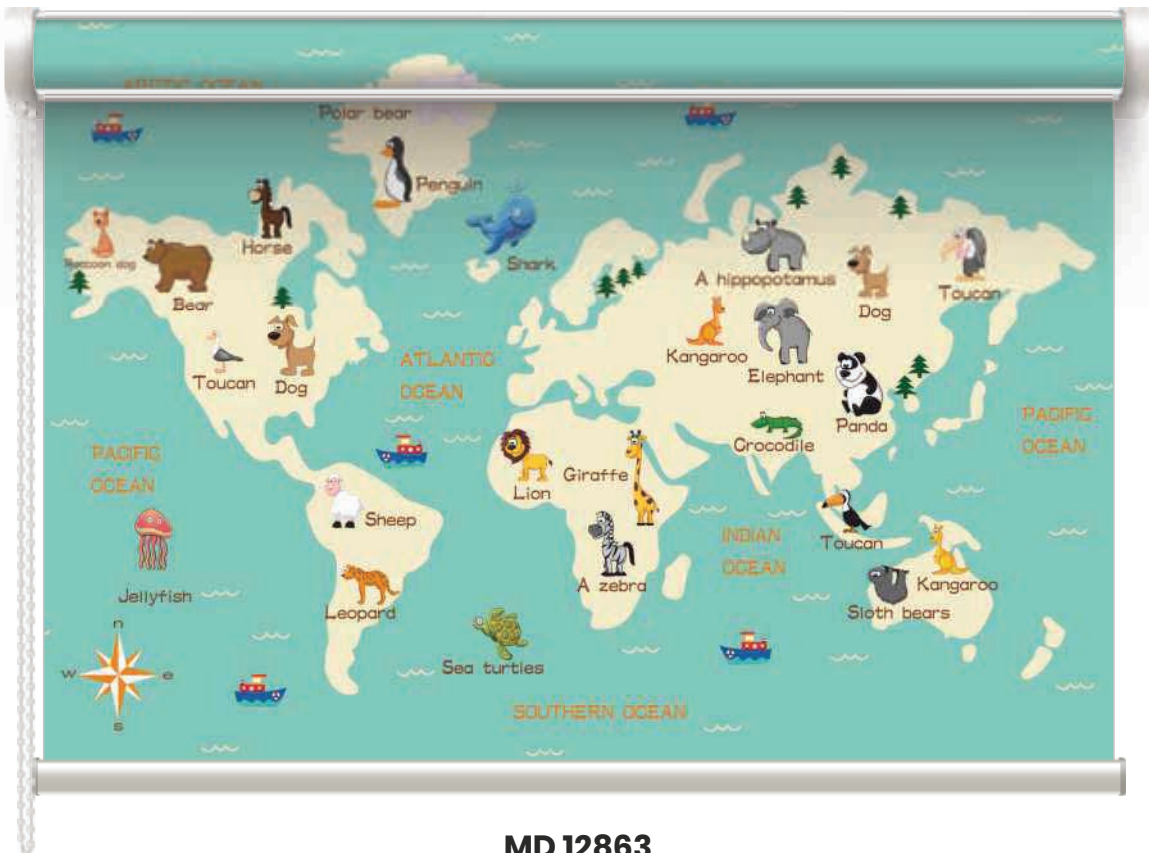 ARCTIC OCEAN
Polar bear
Penguin
Horse
Shark
Raccoon dog
Bear
A hippopotamus
Dog
Toucan
Toucan
Dog
ATLANTIC
OCEAN
Kangaroo
Elephant
Panda
Crocodile
PACIFIC
OCEAN
PACIFIC
OCEAN
Lion
Giraffe
Sheep
INDIAN
OCEAN
Toucan
A zebra
Kangaroo
Jellyfish
Leopard
Sloth bears
Sea turtles
n
w
e
s
SOUTHERN OCEAN
MD 12863